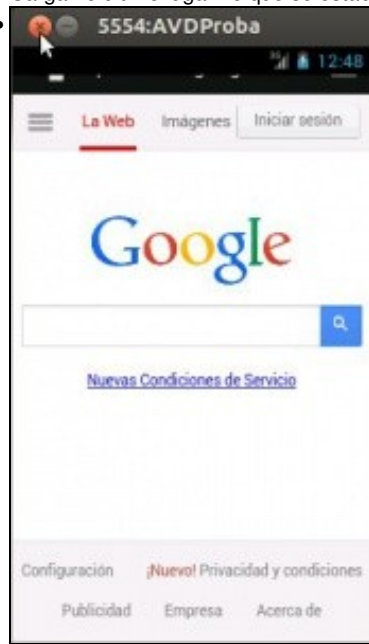 5554:AVDProba
3G 12:48
La Web Imágenes Iniciar sesión
Google
Nuevas Condiciones de Servicio
Configuración ¡Nuevo! Privacidad y condiciones
Publicidad Empresa Acerca de